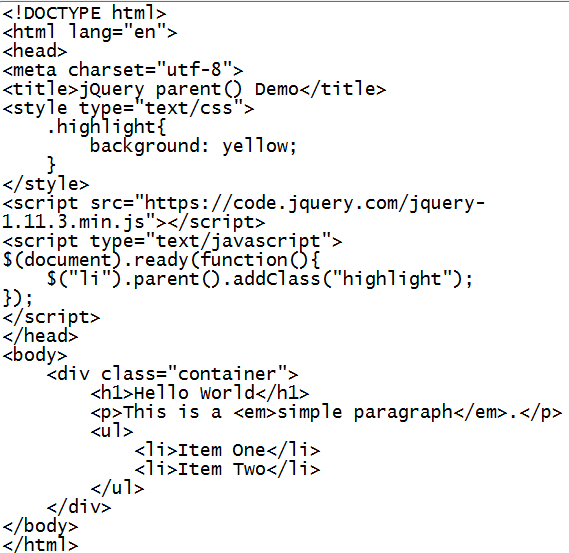 <!DOCTYPE html>
<html lang="en">
<head>
<meta charset="utf-8">
<title>jQuery parent() Demo</title>
<style type="text/css">
    .highlight{
        background: yellow;
    }
</style>
<script src="https://code.jquery.com/jquery-
1.11.3.min.js"></script>
<script type="text/javascript">
$(document).ready(function(){
    $("li").parent().addClass("highlight");
});
</script>
</head>
<body>
    <div class="container">
        <h1>Hello World</h1>
        <p>This is a <em>simple paragraph</em>.</p>
        <ul>
            <li>Item One</li>
            <li>Item Two</li>
        </ul>
    </div>
</body>
</html>